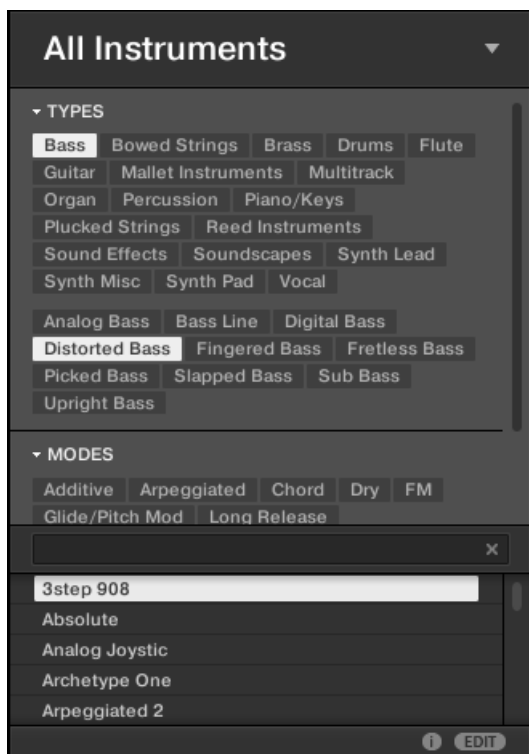 All Instruments
TYPES
Bass Bowed Strings Brass Drums Flute
Guitar Mallet Instruments Multitrack
Organ Percussion Piano/Keys
Plucked Strings Reed Instruments
Sound Effects Soundscapes Synth Lead
Synth Misc Synth Pad Vocal
Analog Bass Bass Line Digital Bass
Distorted Bass Fingered Bass Fretless Bass
Picked Bass Slapped Bass Sub Bass
Upright Bass
MODES
Additive Arpeggiated Chord Dry FM
Glide/Pitch Mod Long Release
3step 908
Absolute
Analog Joystic
Archetype One
Arpeggiated 2
i EDIT